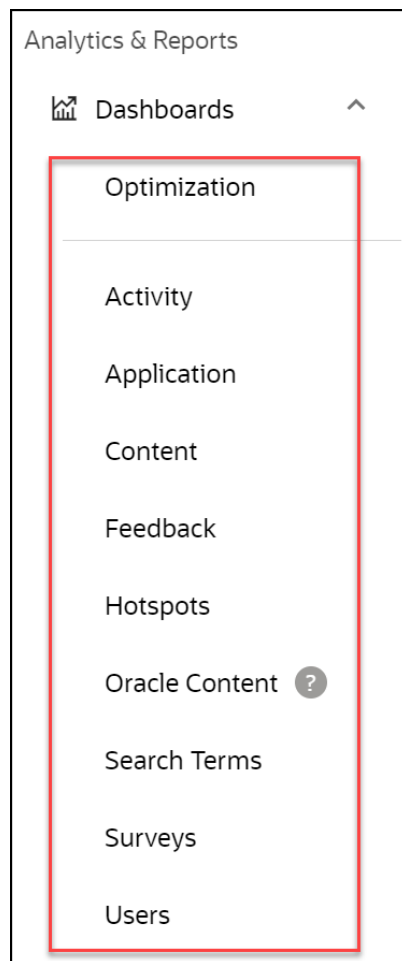 Analytics & Reports
Dashboards
Optimization
Activity
Application
Content
Feedback
Hotspots
Oracle Content ?
Search Terms
Surveys
Users